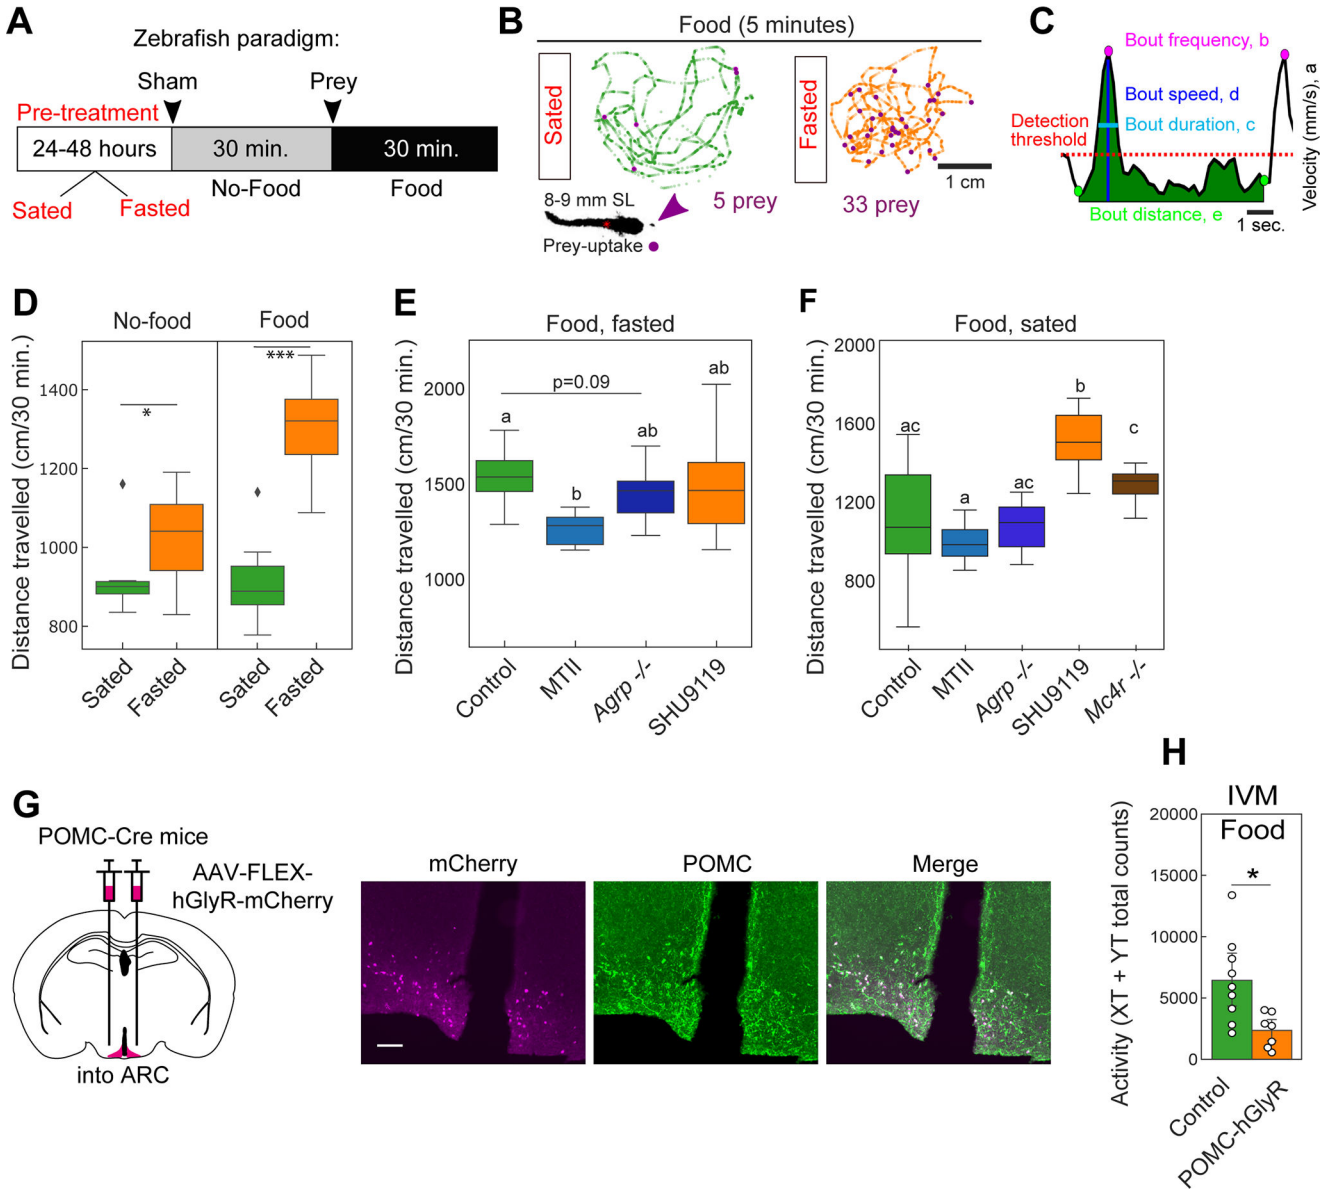 A
Zebrafish paradigm:
Sham
Prey
Pre-treatment
24-48 hours
30 min.
30 min.
No-Food
Food
Sated
Fasted
B
Food (5 minutes)
Sated
Fasted
1 cm
8-9 mm SL
5 prey
33 prey
Prey-uptake
C
Bout frequency, b
Bout speed, d
Detection
threshold
Bout duration, c
Bout distance, e
1 sec.
Velocity (mm/s), a
D
No-food
Food
Distance travelled (cm/30 min.)
1400
1200
1000
800
*
***
Sated
Fasted
Sated
Fasted
E
Food, fasted
Distance travelled (cm/30 min.)
2000
1500
1000
p=0.09
a
b
ab
ab
Control
MTII
Agrp -/-
SHU9119
F
Food, sated
Distance travelled (cm/30 min.)
2000
1600
1200
800
ac
a
ac
b
c
Control
MTII
Agrp -/-
SHU9119
Mc4r -/-
G
POMC-Cre mice
AAV-FLEX-
hGlyR-mCherry
into ARC
mCherry
POMC
Merge
H
IVM
Food
Activity (XT + YT total counts)
20000
15000
10000
5000
0
*
Control
POMC-hGlyR